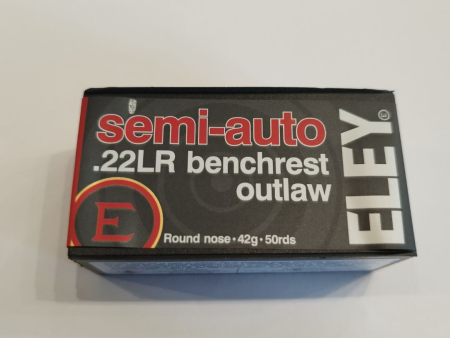 semi-auto
.22LR benchrest
outlaw
ELEY®
E
Round nose • 42g • 50rds